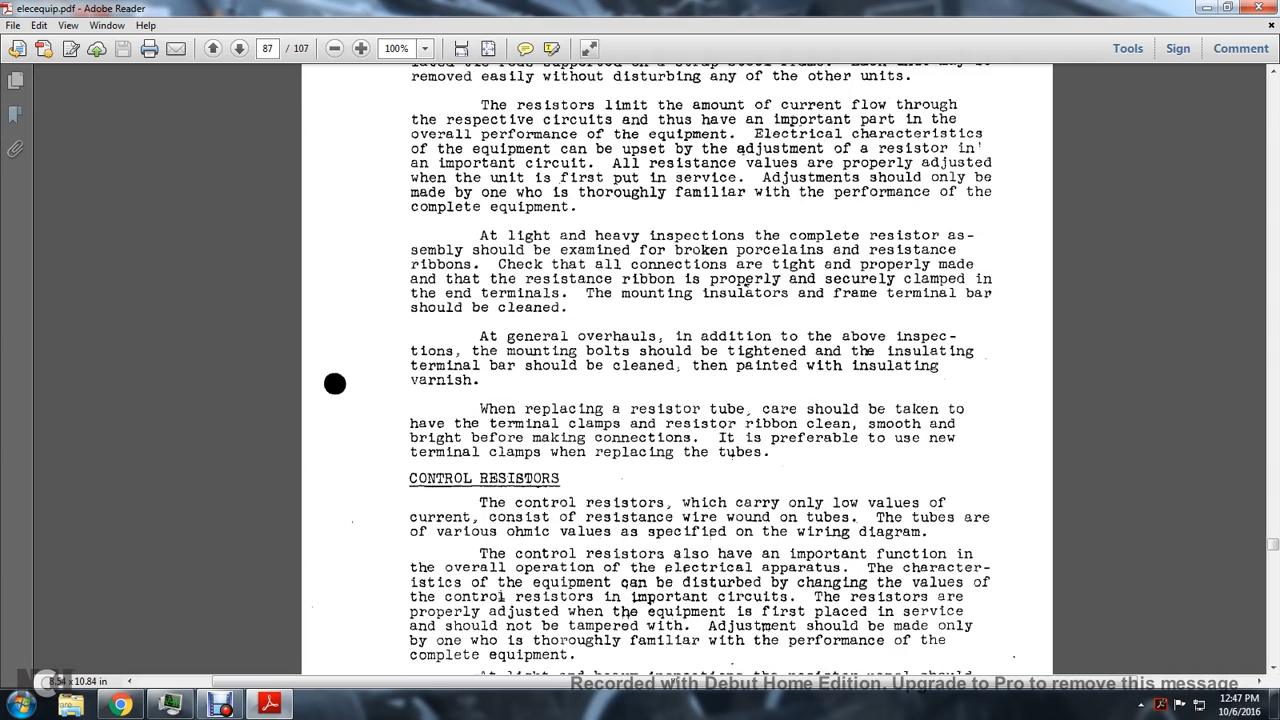 elecequip.pdf - Adobe Reader
File Edit View Window Help
87 / 107 100% Tools Sign Comment
removed easily without disturbing any of the other units.
The resistors limit the amount of current flow through
the respective circuits and thus have an important part in the
overall performance of the equipment. Electrical characteristics
of the equipment can be upset by the adjustment of a resistor in
an important circuit. All resistance values are properly adjusted
when the unit is first put in service. Adjustments should only be
made by one who is thoroughly familiar with the performance of the
complete equipment.
At light and heavy inspections the complete resistor as-
sembly should be examined for broken porcelains and resistance
ribbons. Check that all connections are tight and properly made
and that the resistance ribbon is properly and securely clamped in
the end terminals. The mounting insulators and frame terminal bar
should be cleaned.
At general overhauls, in addition to the above inspec-
tions, the mounting bolts should be tightened and the insulating
terminal bar should be cleaned, then painted with insulating
varnish.
When replacing a resistor tube, care should be taken to
have the terminal clamps and resistor ribbon clean, smooth and
bright before making connections. It is preferable to use new
terminal clamps when replacing the tubes.
CONTROL RESISTORS
The control resistors, which carry only low values of
current, consist of resistance wire wound on tubes. The tubes are
of various ohmic values as specified on the wiring diagram.
The control resistors also have an important function in
the overall operation of the electrical apparatus. The character-
istics of the equipment can be disturbed by changing the values of
the control resistors in important circuits. The resistors are
properly adjusted when the equipment is first placed in service
and should not be tampered with. Adjustment should be made only
by one who is thoroughly familiar with the performance of the
complete equipment.
8.54 x 10.84 in
Recorded with Debut Home Edition. Upgrade to Pro to remove this message
12:47 PM
10/6/2016